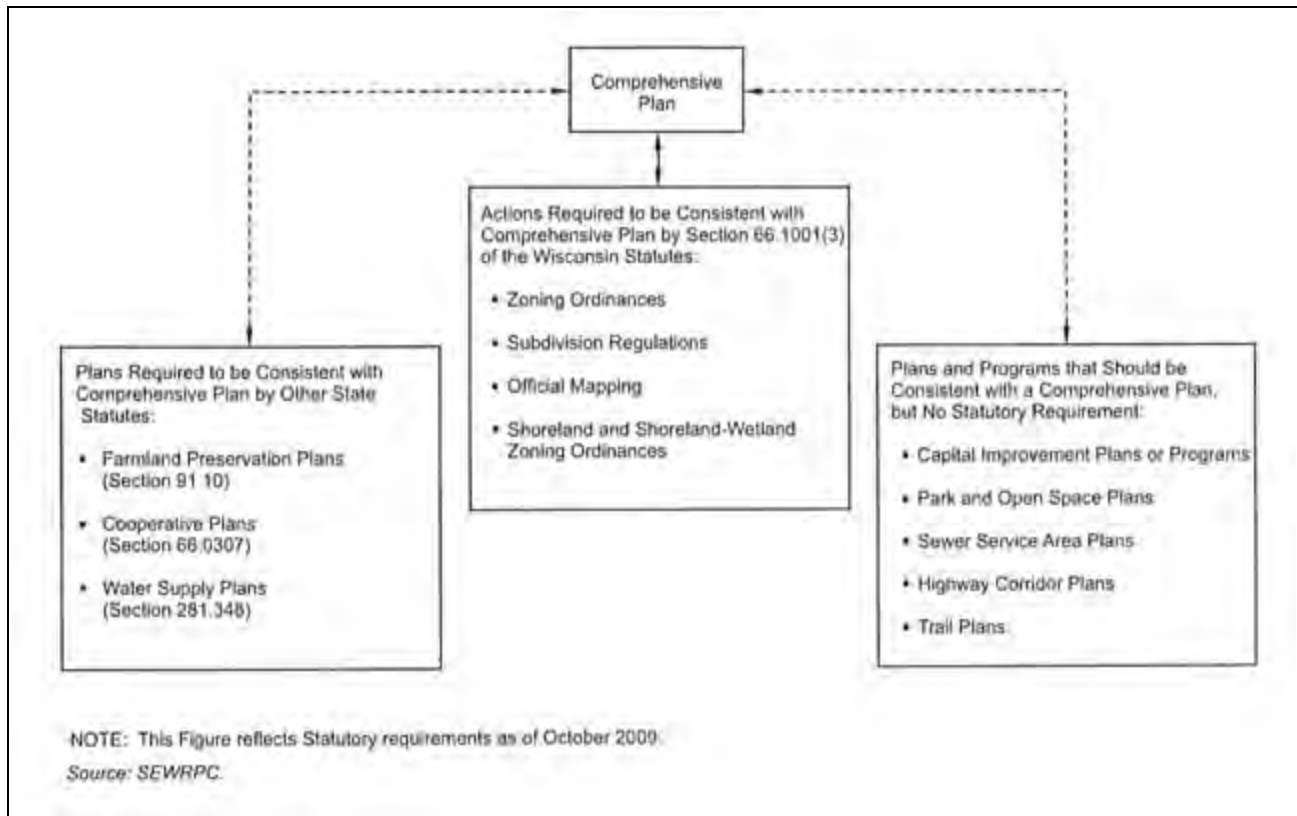 Comprehensive
Plan
Actions Required to be Consistent with
Comprehensive Plan by Section 66.1001(3)
of the Wisconsin Statutes:
• Zoning Ordinances
• Subdivision Regulations
• Official Mapping
• Shoreland and Shoreland-Wetland
Zoning Ordinances
Plans Required to be Consistent with
Comprehensive Plan by Other State
Statutes:
• Farmland Preservation Plans
(Section 91.10)
• Cooperative Plans
(Section 66.0307)
• Water Supply Plans
(Section 281.348)
Plans and Programs that Should be
Consistent with a Comprehensive Plan,
but No Statutory Requirement:
• Capital Improvement Plans or Programs
• Park and Open Space Plans
• Sewer Service Area Plans
• Highway Corridor Plans
• Trail Plans
NOTE: This Figure reflects Statutory requirements as of October 2009.
Source: SEWRPC.